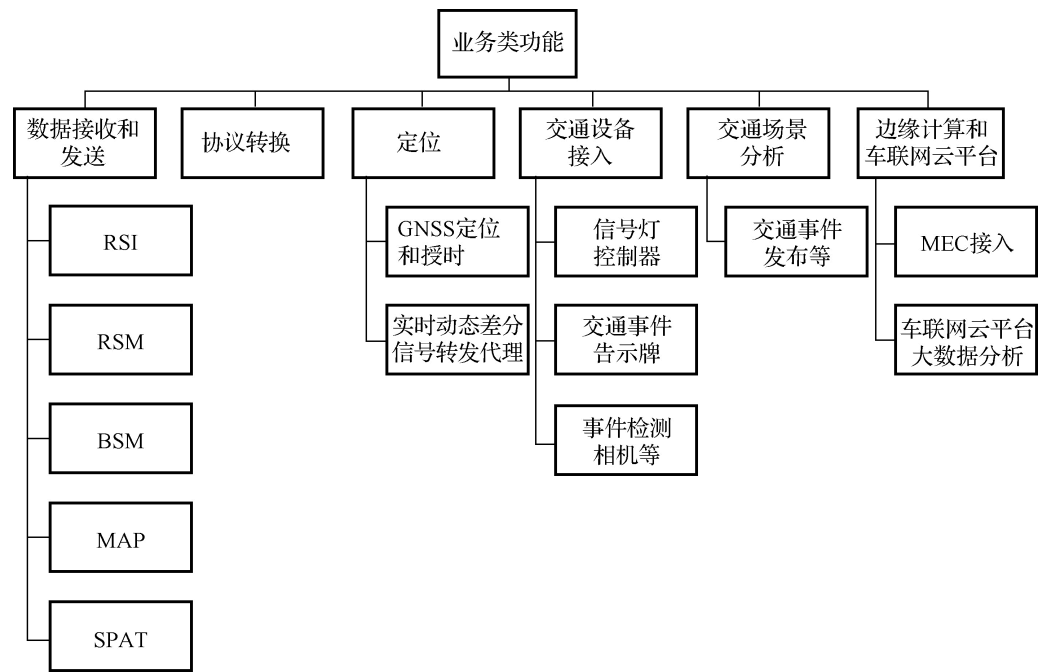 业务类功能
数据接收和
发送
协议转换
定位
交通设备
接入
交通场景
分析
边缘计算和
车联网云平台
RSI
RSM
BSM
MAP
SPAT
GNSS定位
和授时
实时动态差分
信号转发代理
信号灯
控制器
交通事件
告示牌
事件检测
相机等
交通事件
发布等
MEC接入
车联网云平台
大数据分析